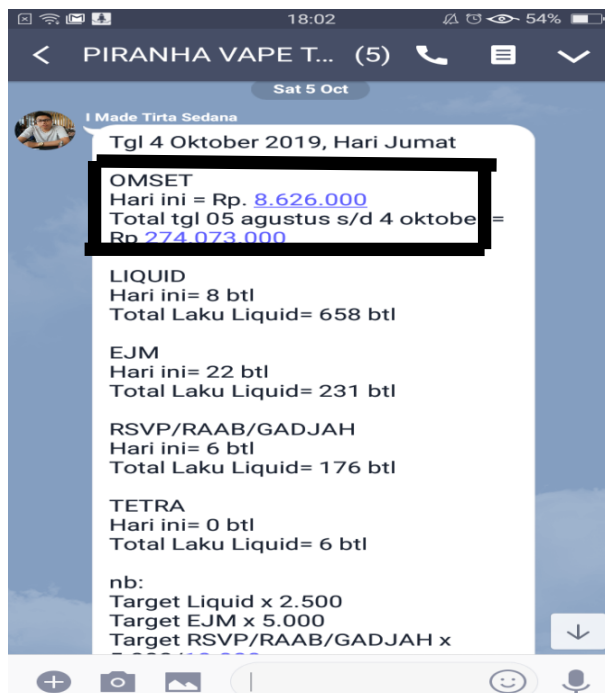 18:02
54%
PIRANHA VAPE T... (5)
Sat 5 Oct
I Made Tirta Sedana
Tgl 4 Oktober 2019, Hari Jumat
OMSET
Hari ini = Rp. 8.626.000
Total tgl 05 agustus s/d 4 oktober =
Rp 274.073.000
LIQUID
Hari ini= 8 btl
Total Laku Liquid= 658 btl
EJM
Hari ini= 22 btl
Total Laku Liquid= 231 btl
RSVP/RAAB/GADJAH
Hari ini= 6 btl
Total Laku Liquid= 176 btl
TETRA
Hari ini= 0 btl
Total Laku Liquid= 6 btl
nb:
Target Liquid x 2.500
Target EJM x 5.000
Target RSVP/RAAB/GADJAH x